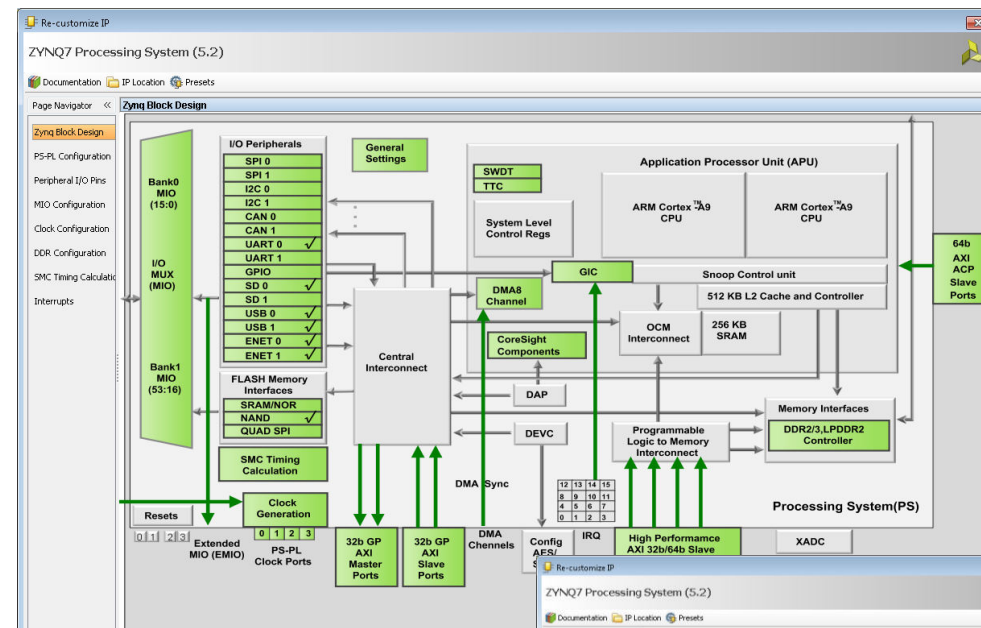 Re-customize IP
ZYNQ7 Processing System (5.2)
Documentation IP Location Presets
Page Navigator «
Zynq Block Design
PS-PL Configuration
Peripheral I/O Pins
MIO Configuration
Clock Configuration
DDR Configuration
SMC Timing Calculatio
Interrupts
Zynq Block Design
Bank0
MIO
(15:0)
I/O
MUX
(MIO)
Bank1
MIO
(53:16)
I/O Peripherals
SPI 0
SPI 1
I2C 0
I2C 1
CAN 0
CAN 1
UART 0 ✓
UART 1
GPIO
SD 0 ✓
SD 1
USB 0 ✓
USB 1 ✓
ENET 0 ✓
ENET 1 ✓
FLASH Memory
Interfaces
SRAM/NOR
NAND ✓
QUAD SPI
SMC Timing
Calculation
General
Settings
Application Processor Unit (APU)
SWDT
TTC
System Level
Control Regs
ARM Cortex™-A9
CPU
ARM Cortex™-A9
CPU
64b
AXI
ACP
Slave
Ports
GIC
Snoop Control unit
DMA8
Channel
512 KB L2 Cache and Controller
OCM
Interconnect
256 KB
SRAM
CoreSight
Components
Central
Interconnect
DAP
DEVC
Programmable
Logic to Memory
Interconnect
Memory Interfaces
DDR2/3,LPDDR2
Controller
DMA Sync
12 13 14 15
8 9 10 11
4 5 6 7
0 1 2 3
Processing System(PS)
Resets
0 1 2 3
Clock
Generation
0 1 2 3
Extended
MIO (EMIO)
PS-PL
Clock Ports
32b GP
AXI
Master
Ports
32b GP
AXI
Slave
Ports
DMA
Channels
Config
AES/
IRQ
High Performamce
AXI 32b/64b Slave
XADC
Re-customize IP
ZYNQ7 Processing System (5.2)
Documentation IP Location Presets